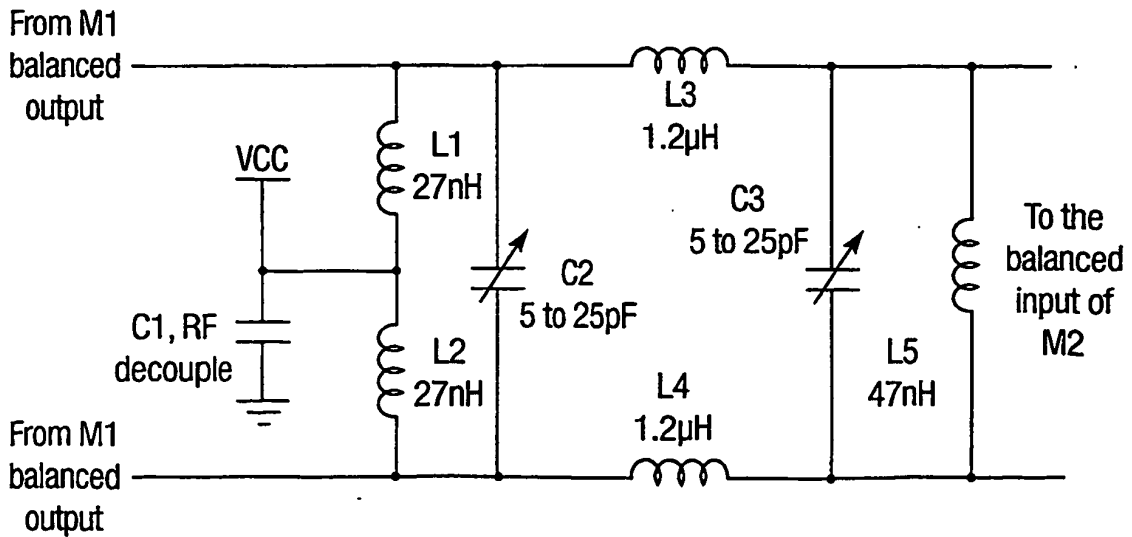 From M1
balanced
output
L3
1.2µH
VCC
L1
27nH
C3
5 to 25pF
To the
balanced
input of
M2
C2
5 to 25pF
C1, RF
decouple
L2
27nH
L5
47nH
L4
1.2µH
From M1
balanced
output